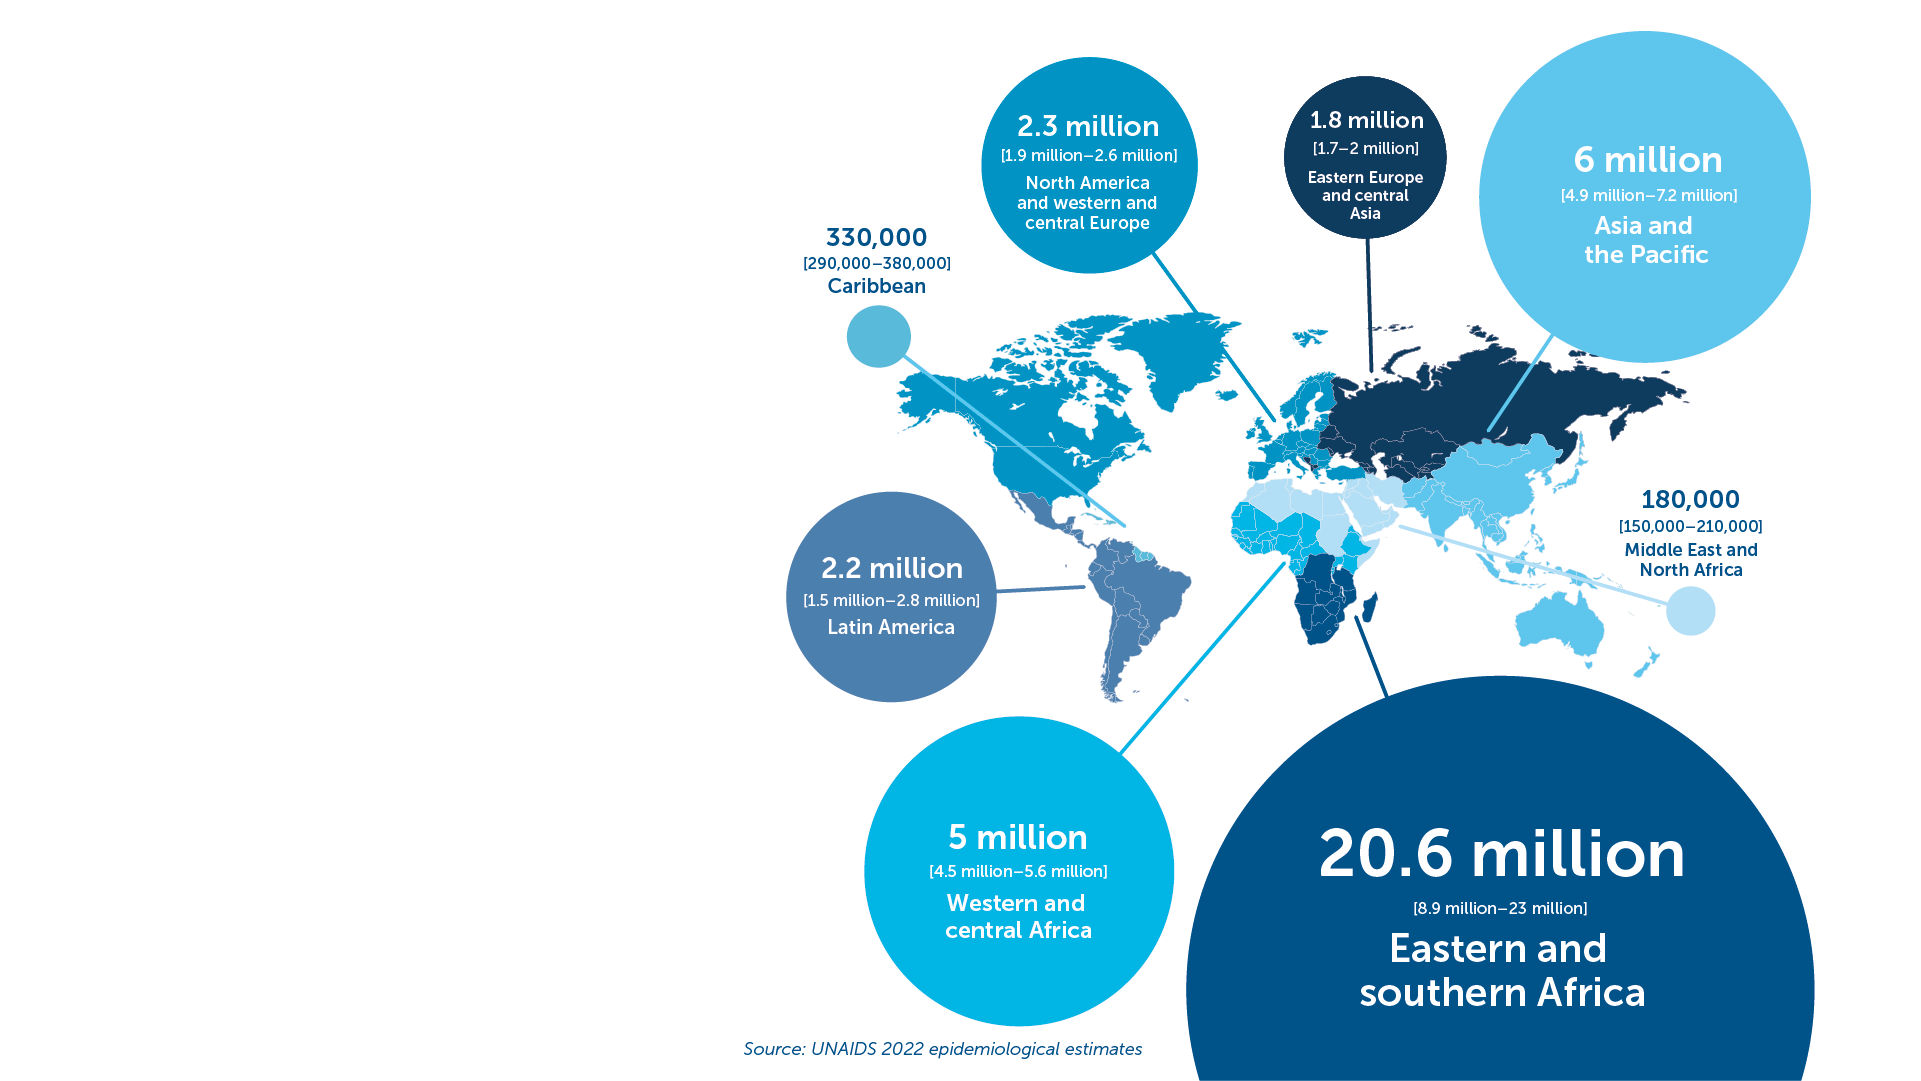 2.3 million
[1.9 million–2.6 million]
North America
and western and
central Europe
1.8 million
[1.7–2 million]
Eastern Europe
and central
Asia
6 million
[4.9 million–7.2 million]
Asia and
the Pacific
330,000
[290,000–380,000]
Caribbean
180,000
[150,000–210,000]
Middle East and
North Africa
2.2 million
[1.5 million–2.8 million]
Latin America
5 million
[4.5 million–5.6 million]
Western and
central Africa
20.6 million
[8.9 million–23 million]
Eastern and
southern Africa
Source: UNAIDS 2022 epidemiological estimates